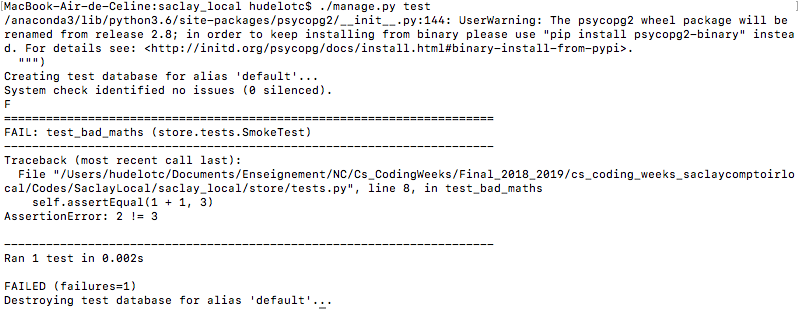 MacBook-Air-de-Celine:saclay_local hudelotc$ ./manage.py test
/anaconda3/lib/python3.6/site-packages/psycopg2/__init__.py:144: UserWarning: The psycopg2 wheel package will be
renamed from release 2.8; in order to keep installing from binary please use "pip install psycopg2-binary" instea
d. For details see: <http://initd.org/psycopg/docs/install.html#binary-install-from-pypi>.
  """)
Creating test database for alias 'default'...
System check identified no issues (0 silenced).
F
======================================================================
FAIL: test_bad_maths (store.tests.SmokeTest)
----------------------------------------------------------------------
Traceback (most recent call last):
  File "/Users/hudelotc/Documents/Enseignement/NC/Cs_CodingWeeks/Final_2018_2019/cs_coding_weeks_saclaycomptoirlo
cal/Codes/SaclayLocal/saclay_local/store/tests.py", line 8, in test_bad_maths
    self.assertEqual(1 + 1, 3)
AssertionError: 2 != 3

----------------------------------------------------------------------
Ran 1 test in 0.002s

FAILED (failures=1)
Destroying test database for alias 'default'...